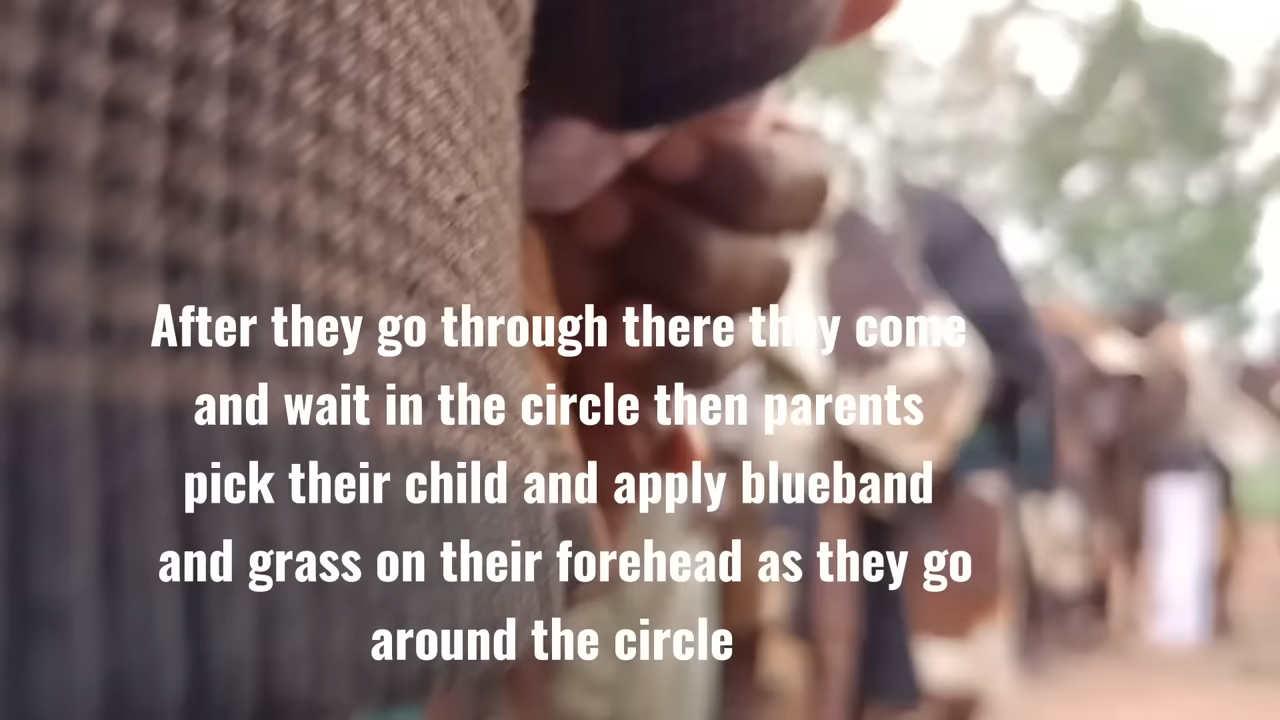 After they go through there they come
and wait in the circle then parents
pick their child and apply blueband
and grass on their forehead as they go
around the circle